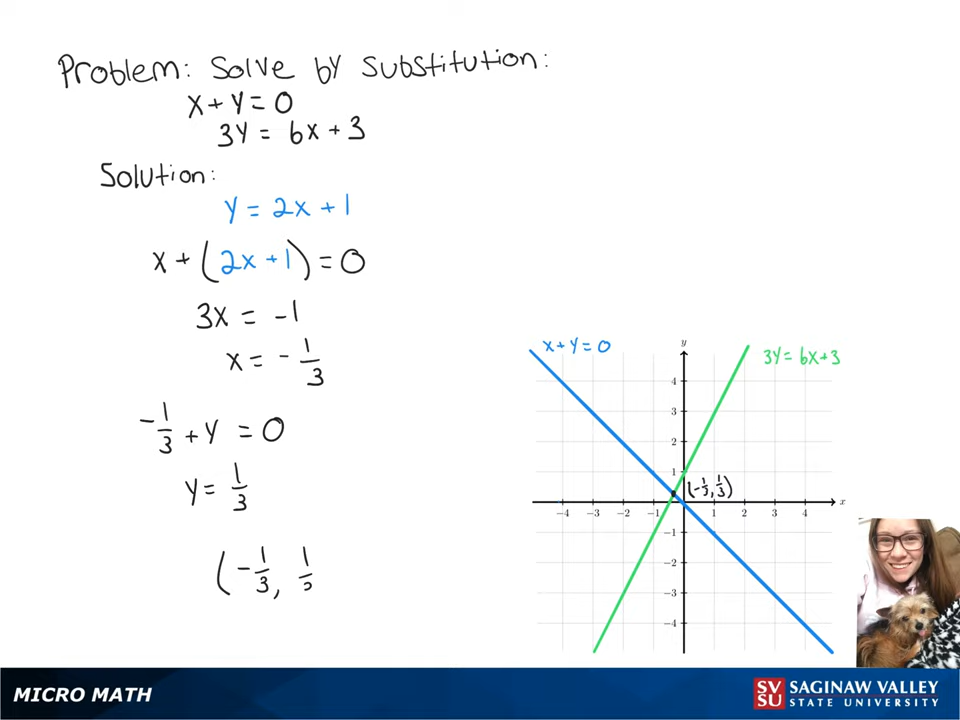 Problem: Solve by substitution:
x + y = 0
3y = 6x + 3
Solution:
y = 2x + 1
x + (2x + 1) = 0
3x = -1
x = - 1/3
- 1/3 + y = 0
y = 1/3
(- 1/3, 1
x + y = 0
y
3y = 6x + 3
4
3
2
1
(- 1/3, 1/3)
x
−4 −3 −2 −1 1 2 3 4
−1
−2
−3
−4
MICRO MATH
SV SU SAGINAW VALLEY
STATE UNIVERSITY